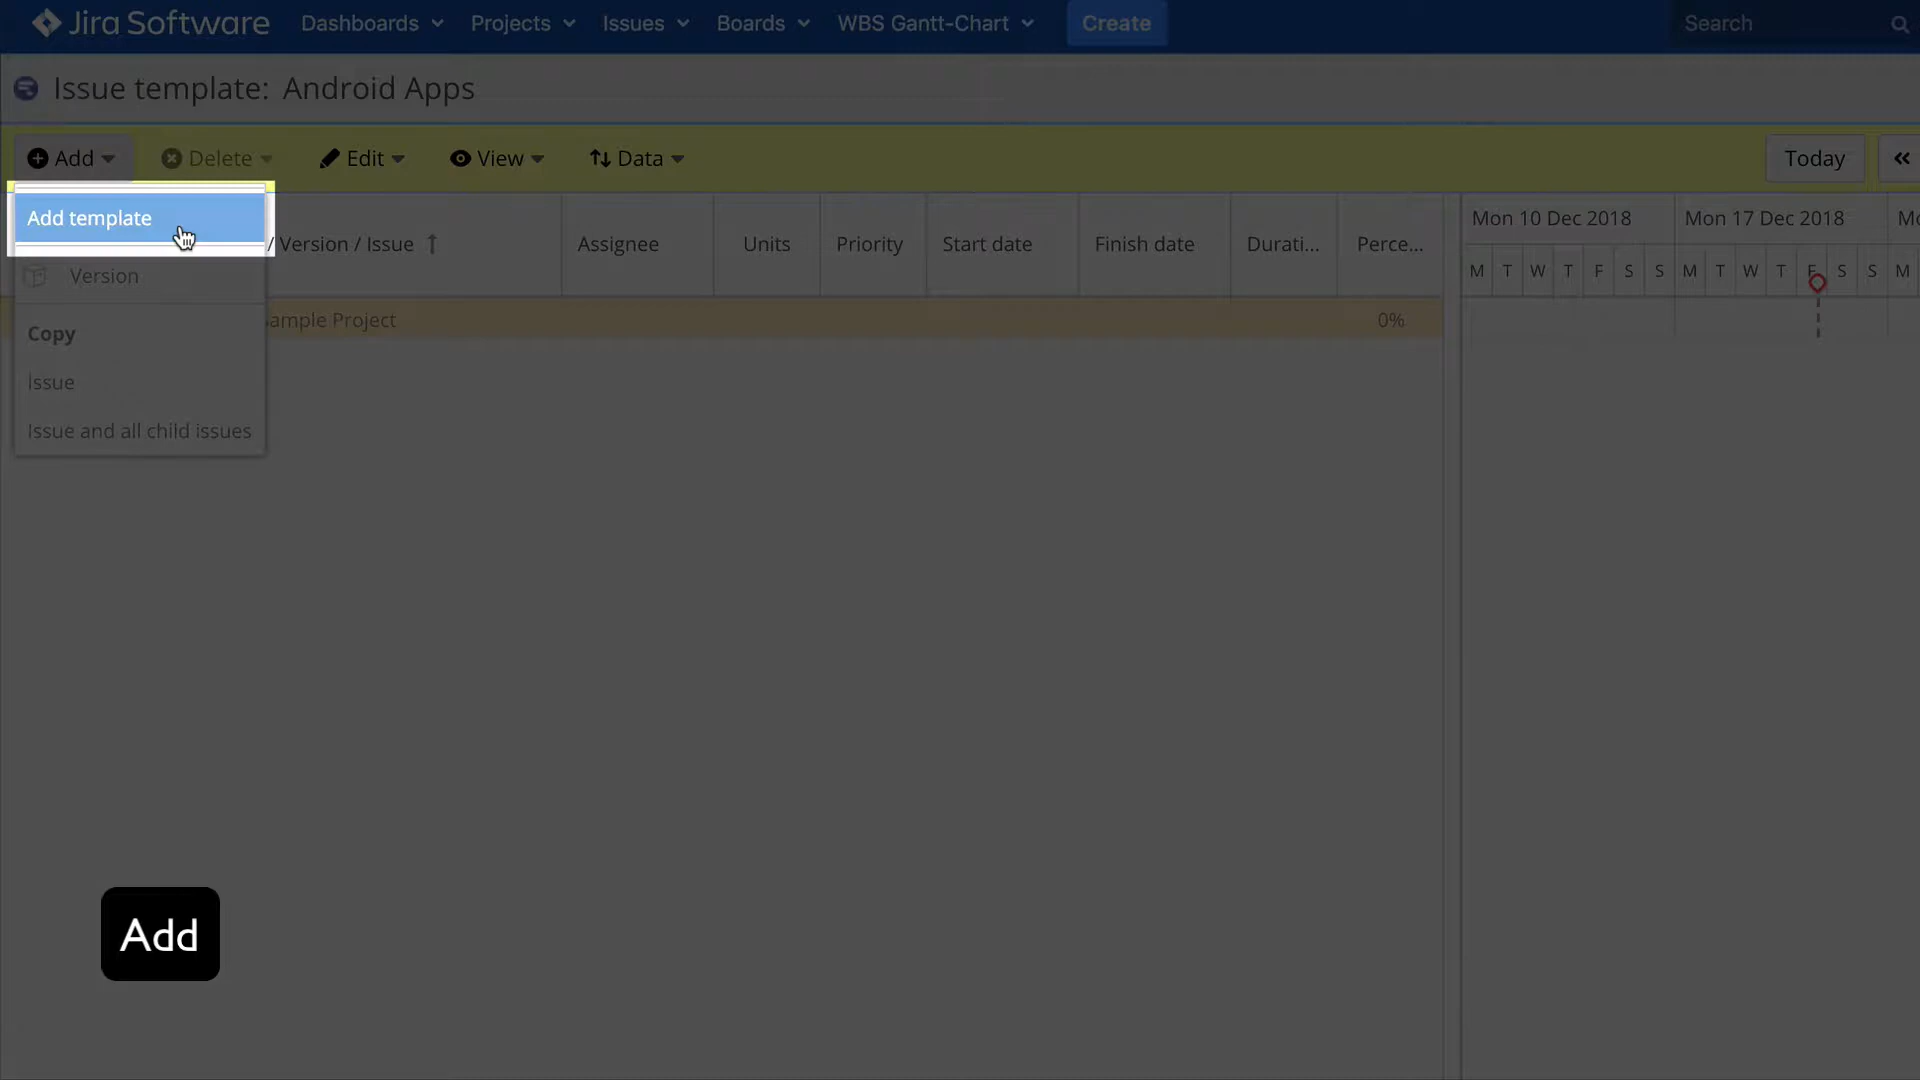 Jira Software Dashboards Projects Issues Boards WBS Gantt-Chart Create Search
Issue template: Android Apps
Add Delete Edit View Data Today «
Add template
/ Version / Issue ↑ Assignee Units Priority Start date Finish date Durati... Perce...
Mon 10 Dec 2018 Mon 17 Dec 2018
M T W T F S S M T W T F S S M
Version
ample Project 0%
Copy
Issue
Issue and all child issues
Add